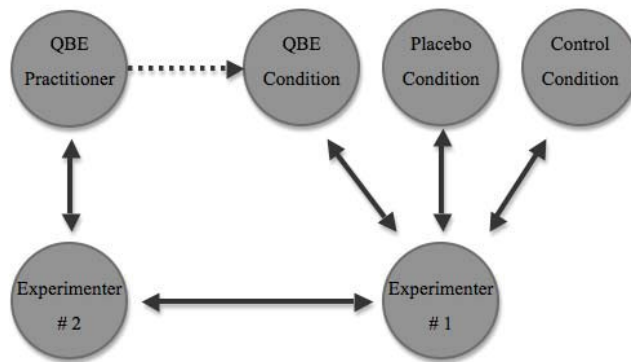 QBE
Practitioner
QBE
Condition
Placebo
Condition
Control
Condition
Experimenter
# 2
Experimenter
# 1